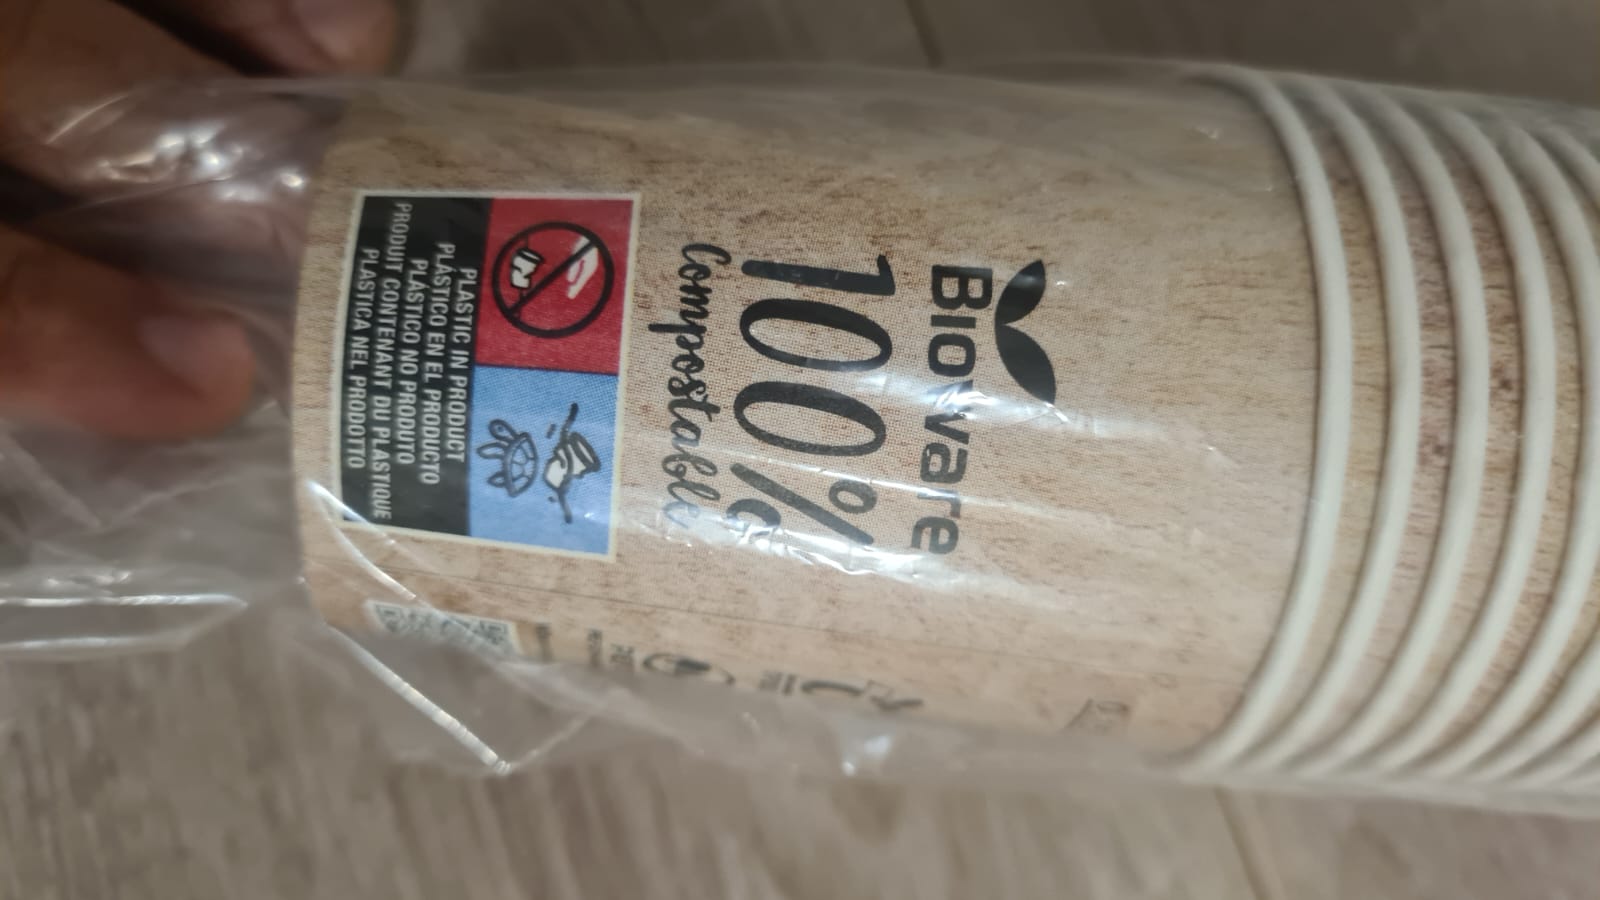 BIOware
100%
Compostable
PLASTIC IN PRODUCT
PLÁSTICO EN EL PRODUCTO
PLÁSTICO NO PRODUTO
PRODUIT CONTENANT DU PLASTIQUE
PLASTICA NEL PRODOTTO